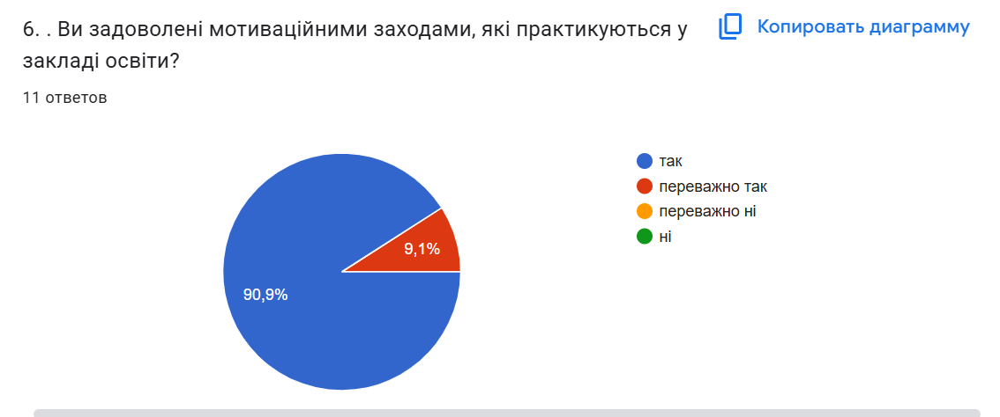 6. . Ви задоволені мотиваційними заходами, які практикуються у
закладі освіти?
Копировать диаграмму
11 ответов
так
переважно так
переважно ні
ні
9,1%
90,9%